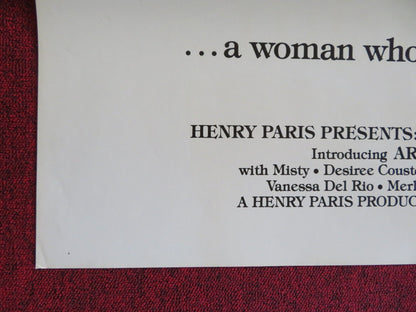 ...a woman who
HENRY PARIS PRESENTS:
Introducing AR
with Misty • Desiree Couste
Vanessa Del Rio • Merl
A HENRY PARIS PRODUC